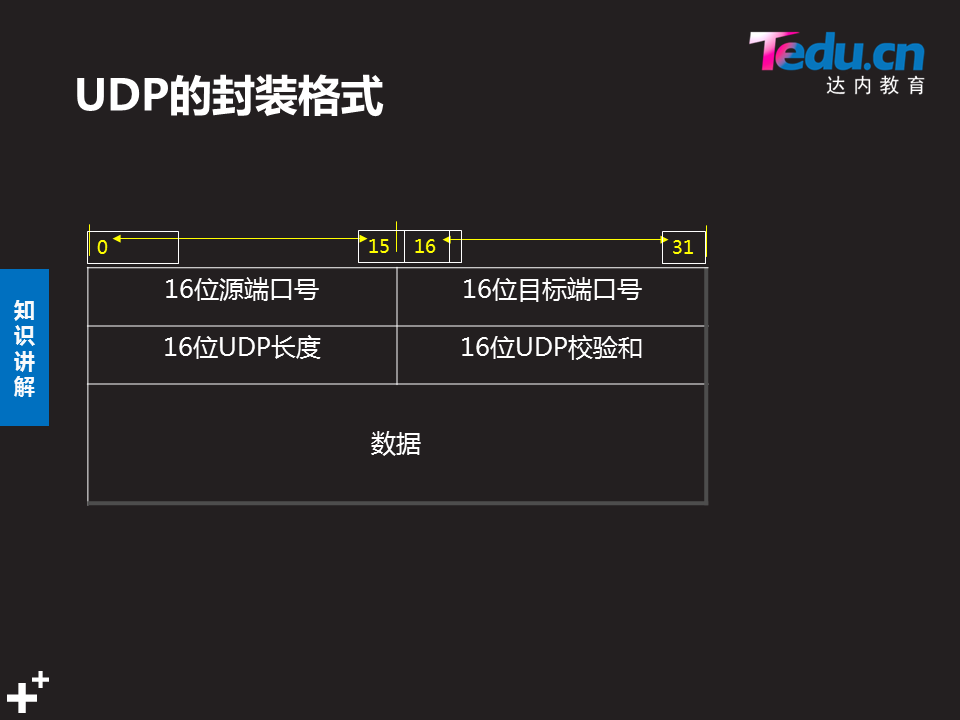 Tedu.cn
达内教育
UDP的封装格式
0 15 16 31
16位源端口号 16位目标端口号
16位UDP长度 16位UDP校验和
数据
知识讲解